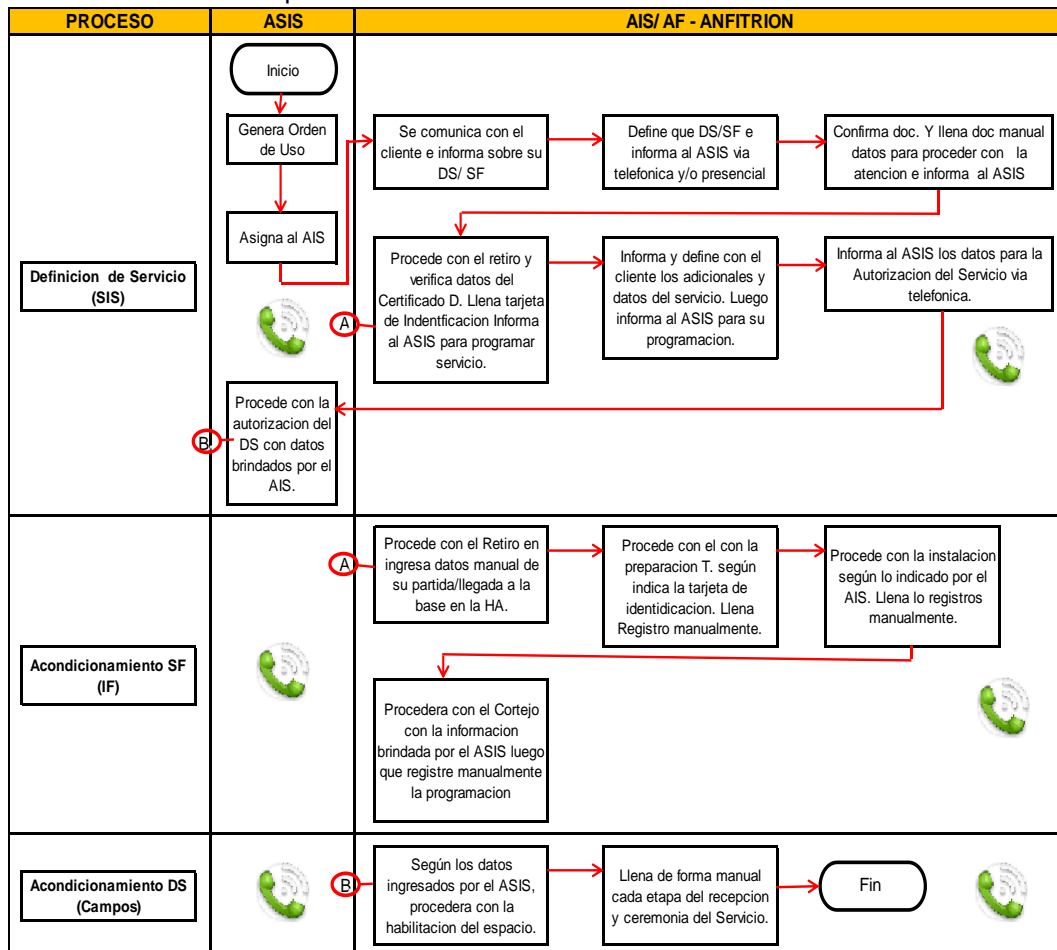 PROCESO
ASIS
AIS/ AF - ANFITRION
Inicio
Genera Orden
de Uso
Asigna al AIS
Se comunica con el
cliente e informa sobre su
DS/ SF
Define que DS/SF e
informa al ASIS via
telefonica y/o presencial
Confirma doc. Y llena doc manual
datos para proceder con la
atencion e informa al ASIS
Definicion de Servicio
(SIS)
A
Procede con el retiro y
verifica datos del
Certificado D. Llena tarjeta
de Indentficacion Informa
al ASIS para programar
servicio.
Informa y define con el
cliente los adicionales y
datos del servicio. Luego
informa al ASIS para su
programacion.
Informa al ASIS los datos para la
Autorizacion del Servicio via
telefonica.
B
Procede con la
autorizacion del
DS con datos
brindados por el
AIS.
Acondicionamiento SF
(IF)
A
Procede con el Retiro en
ingresa datos manual de
su partida/llegada a la
base en la HA.
Procede con el con la
preparacion T. según
indica la tarjeta de
identidicacion. Llena
Registro manualmente.
Procede con la instalacion
según lo indicado por el
AIS. Llena lo registros
manualmente.
Procedera con el Cortejo
con la informacion
brindada por el ASIS luego
que registre manualmente
la programacion
Acondicionamiento DS
(Campos)
B
Según los datos
ingresados por el ASIS,
procedera con la
habilitacion del espacio.
Llena de forma manual
cada etapa del recepcion
y ceremonia del Servicio.
Fin